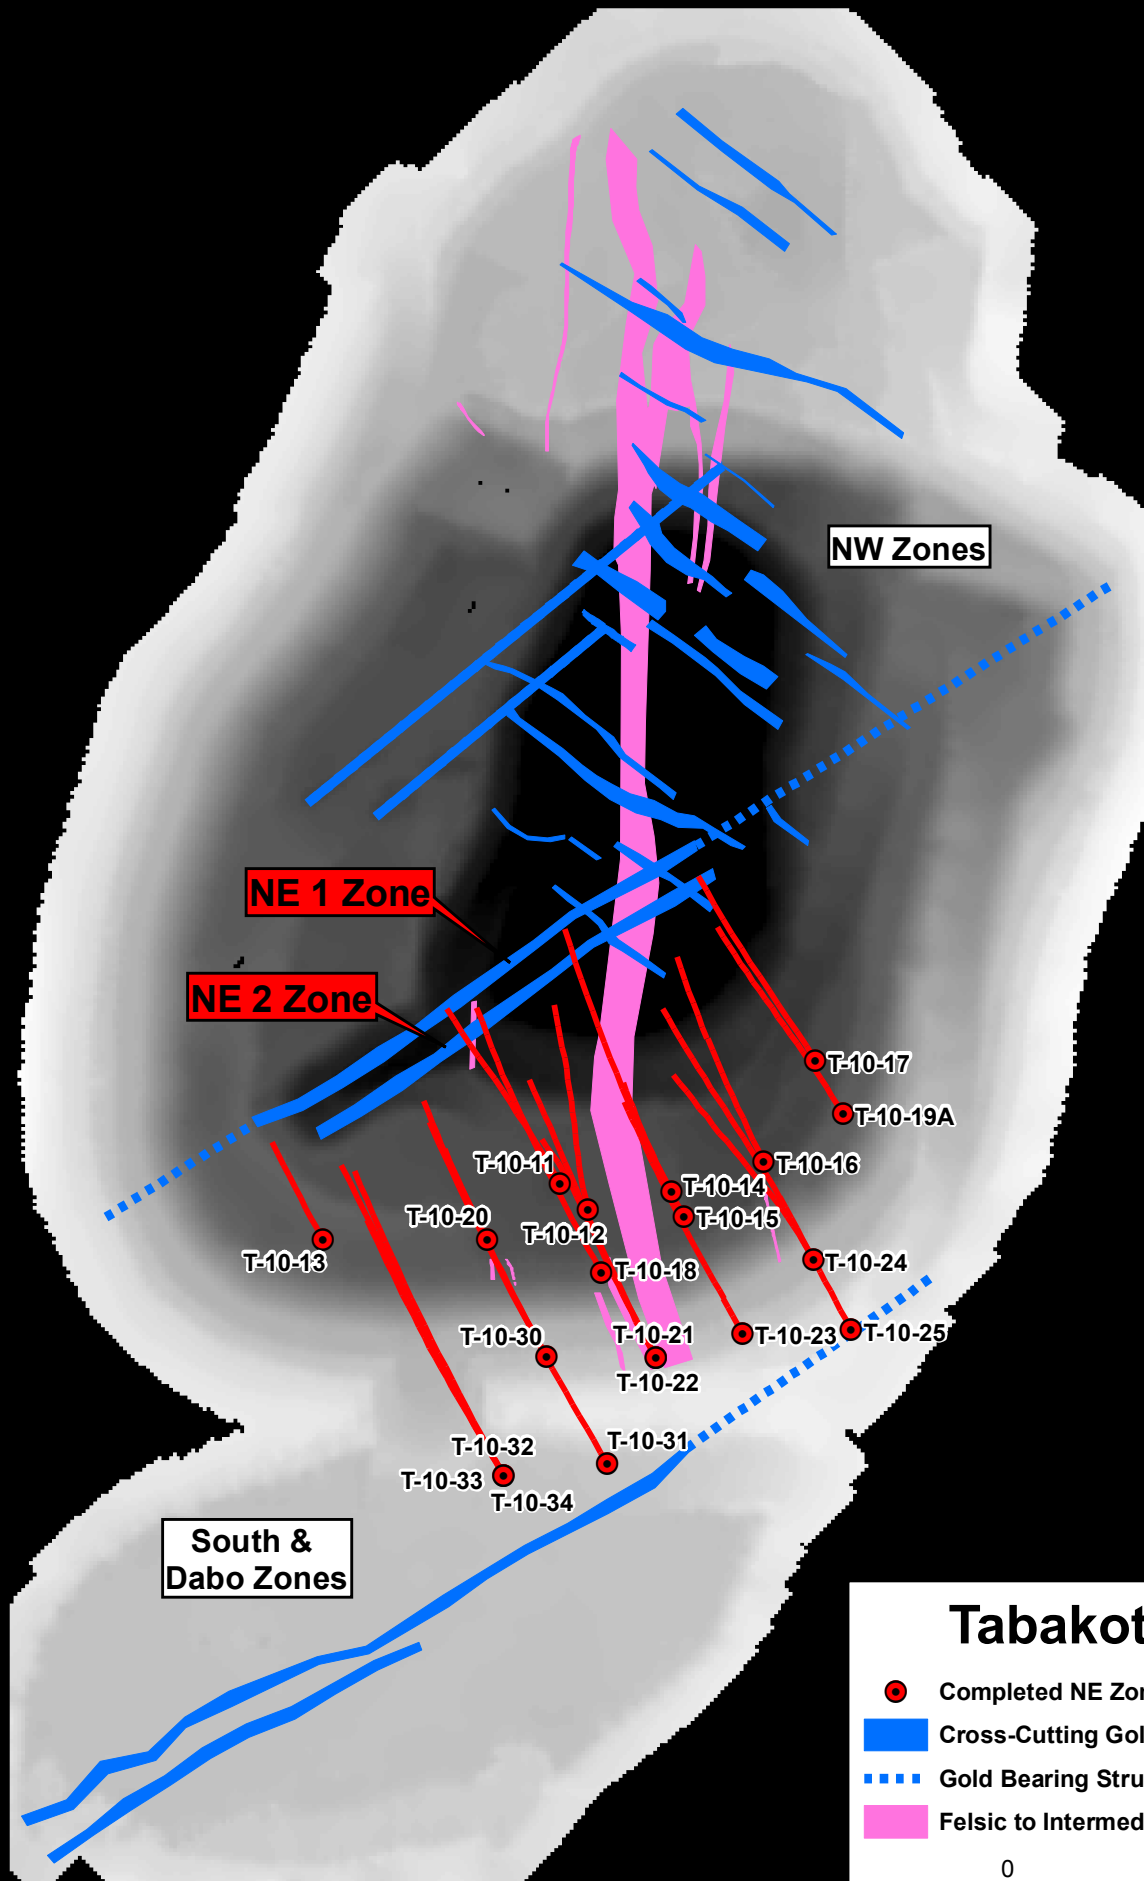 NW Zones
NE 1 Zone
NE 2 Zone
T-10-17
T-10-19A
T-10-11
T-10-16
T-10-14
T-10-20
T-10-15
T-10-12
T-10-13
T-10-24
T-10-18
T-10-30
T-10-21
T-10-23
T-10-25
T-10-22
T-10-32
T-10-31
T-10-33
T-10-34
South &
Dabo Zones
Tabakot
Completed NE Zon
Cross-Cutting Gol
Gold Bearing Stru
Felsic to Intermed
0